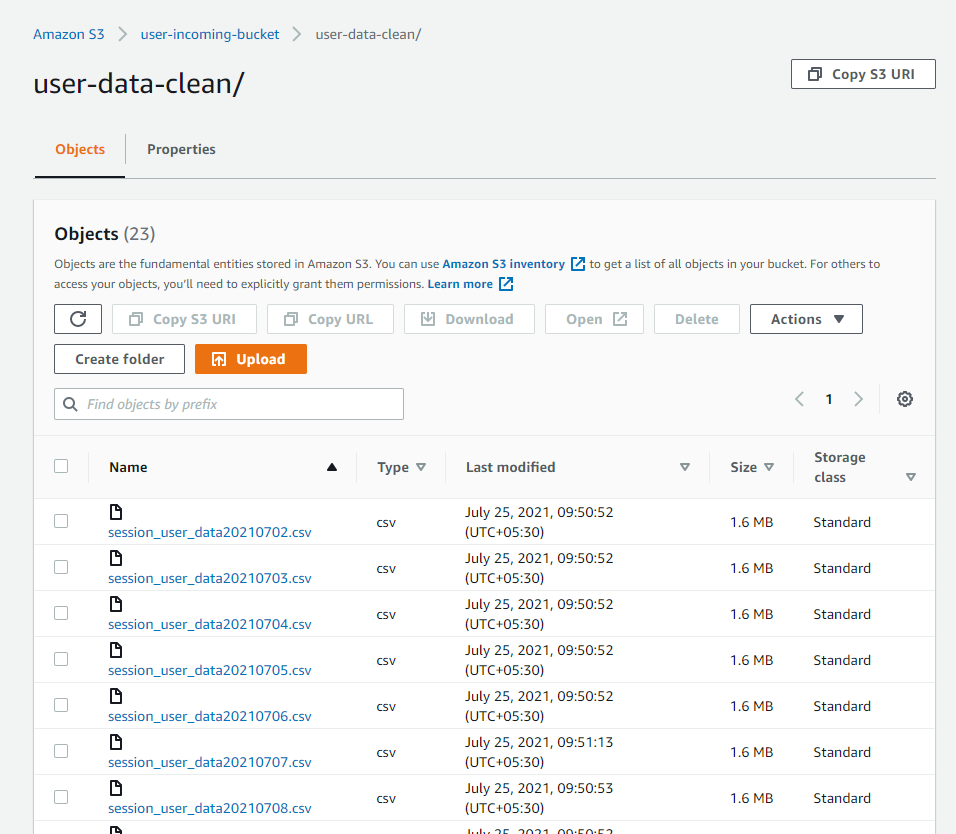 Amazon S3 > user-incoming-bucket > user-data-clean/
user-data-clean/
Copy S3 URI
Objects
Properties
Objects (23)
Objects are the fundamental entities stored in Amazon S3. You can use Amazon S3 inventory to get a list of all objects in your bucket. For others to
access your objects, you'll need to explicitly grant them permissions. Learn more
Copy S3 URI
Copy URL
Download
Open
Delete
Actions
Create folder
Upload
Find objects by prefix
1
Name
Type
Last modified
Size
Storage
class
session_user_data20210702.csv
csv
July 25, 2021, 09:50:52
(UTC+05:30)
1.6 MB
Standard
session_user_data20210703.csv
csv
July 25, 2021, 09:50:52
(UTC+05:30)
1.6 MB
Standard
session_user_data20210704.csv
csv
July 25, 2021, 09:50:52
(UTC+05:30)
1.6 MB
Standard
session_user_data20210705.csv
csv
July 25, 2021, 09:50:52
(UTC+05:30)
1.6 MB
Standard
session_user_data20210706.csv
csv
July 25, 2021, 09:50:52
(UTC+05:30)
1.6 MB
Standard
session_user_data20210707.csv
csv
July 25, 2021, 09:51:13
(UTC+05:30)
1.6 MB
Standard
session_user_data20210708.csv
csv
July 25, 2021, 09:50:53
(UTC+05:30)
1.6 MB
Standard